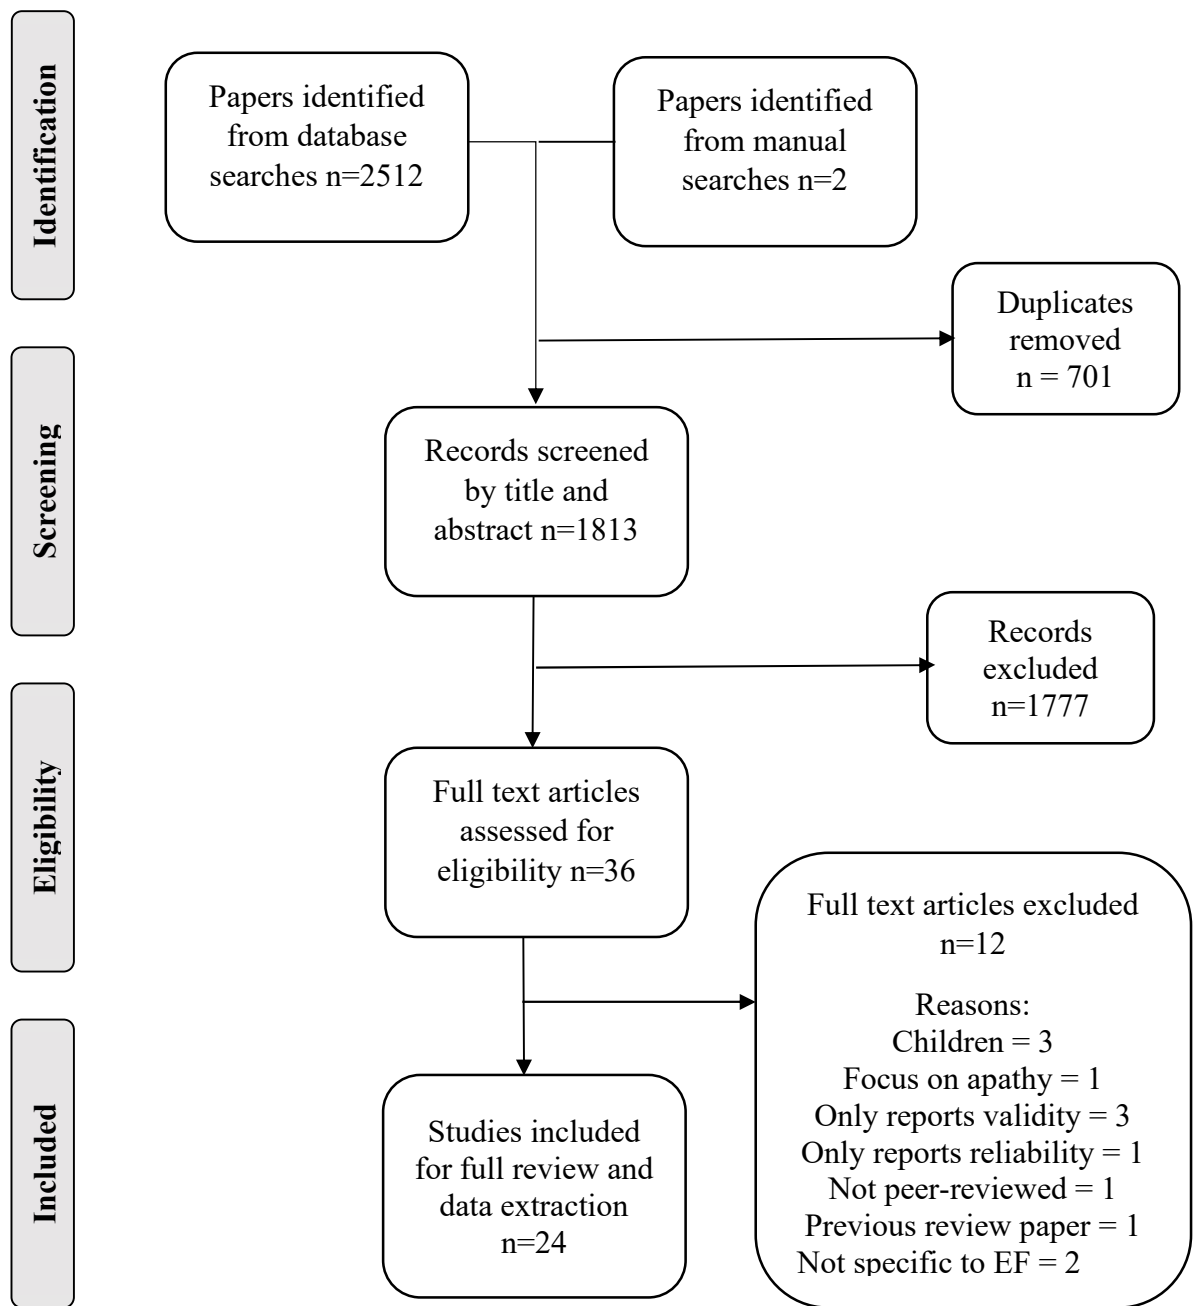 Identification
Papers identified
from database
searches n=2512
Papers identified
from manual
searches n=2
Duplicates
removed
n = 701
Screening
Records screened
by title and
abstract n=1813
Records
excluded
n=1777
Eligibility
Full text articles
assessed for
eligibility n=36
Full text articles excluded
n=12
Reasons:
Children = 3
Focus on apathy = 1
Only reports validity = 3
Only reports reliability = 1
Not peer-reviewed = 1
Previous review paper = 1
Not specific to EF = 2
Included
Studies included
for full review and
data extraction
n=24